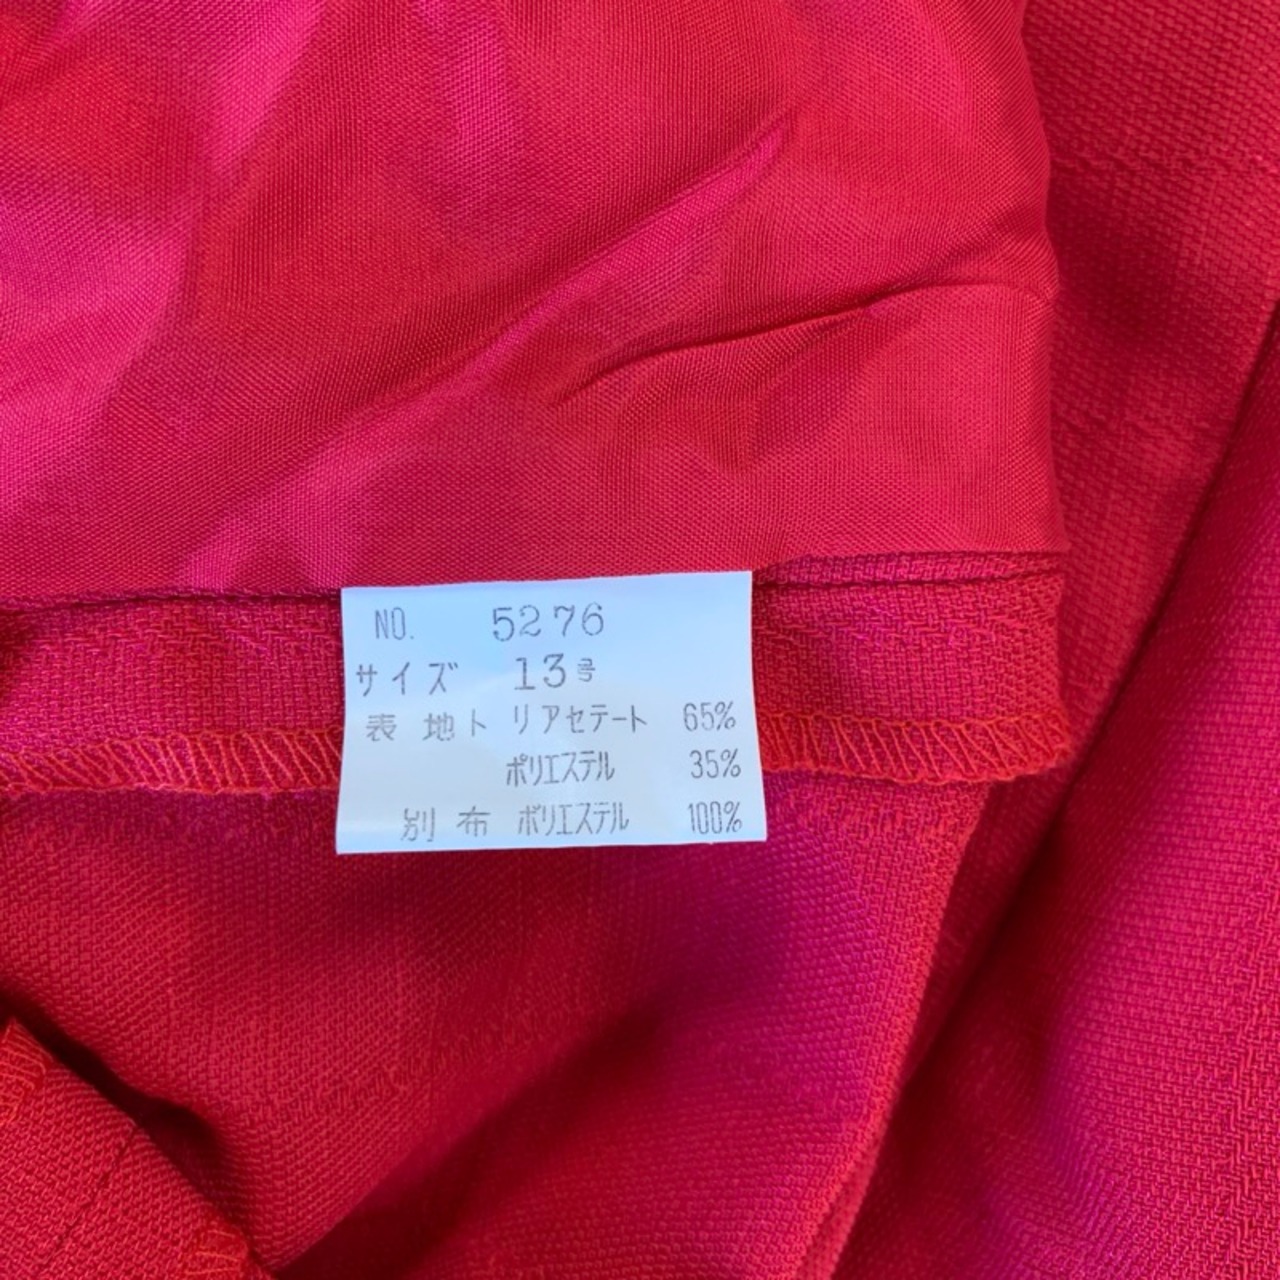 NO. 5276
サイズ 13号
表 地 トリアセテート 65%
ポリエステル 35%
別 布 ポリエステル 100%